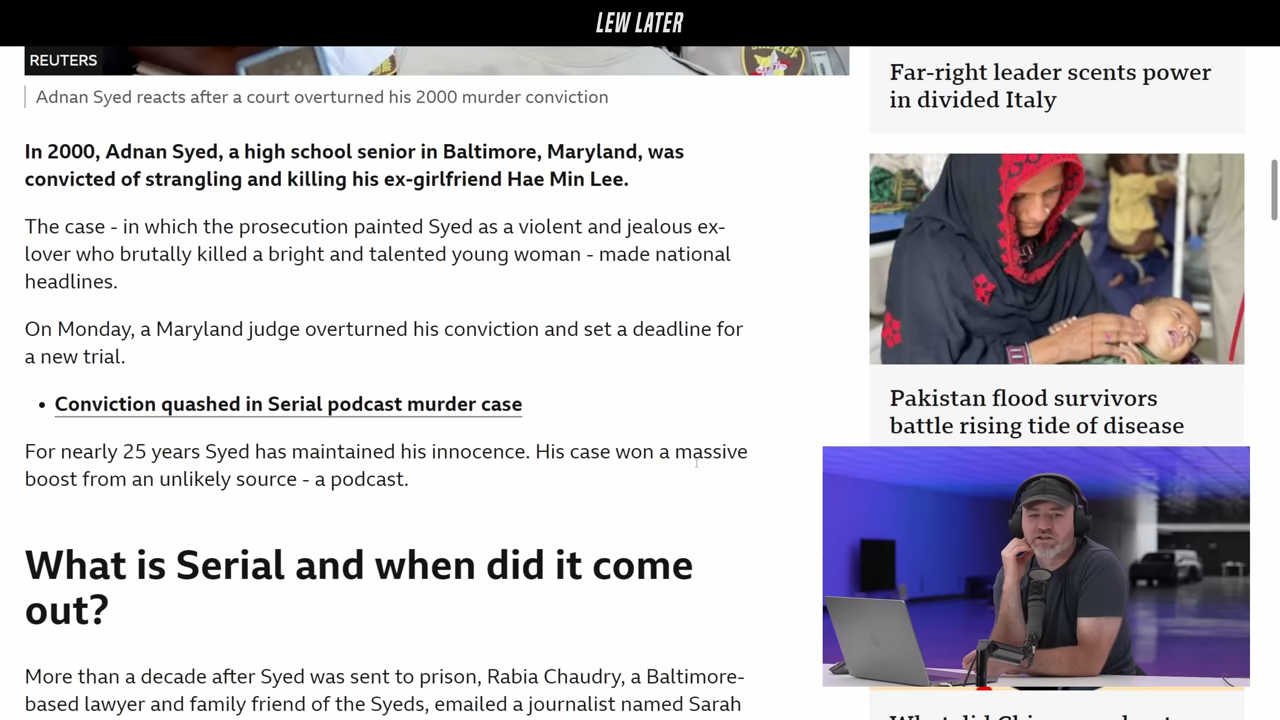 LEW LATER
REUTERS
Adnan Syed reacts after a court overturned his 2000 murder conviction
In 2000, Adnan Syed, a high school senior in Baltimore, Maryland, was
convicted of strangling and killing his ex-girlfriend Hae Min Lee.
The case - in which the prosecution painted Syed as a violent and jealous ex-
lover who brutally killed a bright and talented young woman - made national
headlines.
On Monday, a Maryland judge overturned his conviction and set a deadline for
a new trial.
• Conviction quashed in Serial podcast murder case
For nearly 25 years Syed has maintained his innocence. His case won a massive
boost from an unlikely source - a podcast.
What is Serial and when did it come
out?
More than a decade after Syed was sent to prison, Rabia Chaudry, a Baltimore-
based lawyer and family friend of the Syeds, emailed a journalist named Sarah
Far-right leader scents power
in divided Italy
Pakistan flood survivors
battle rising tide of disease